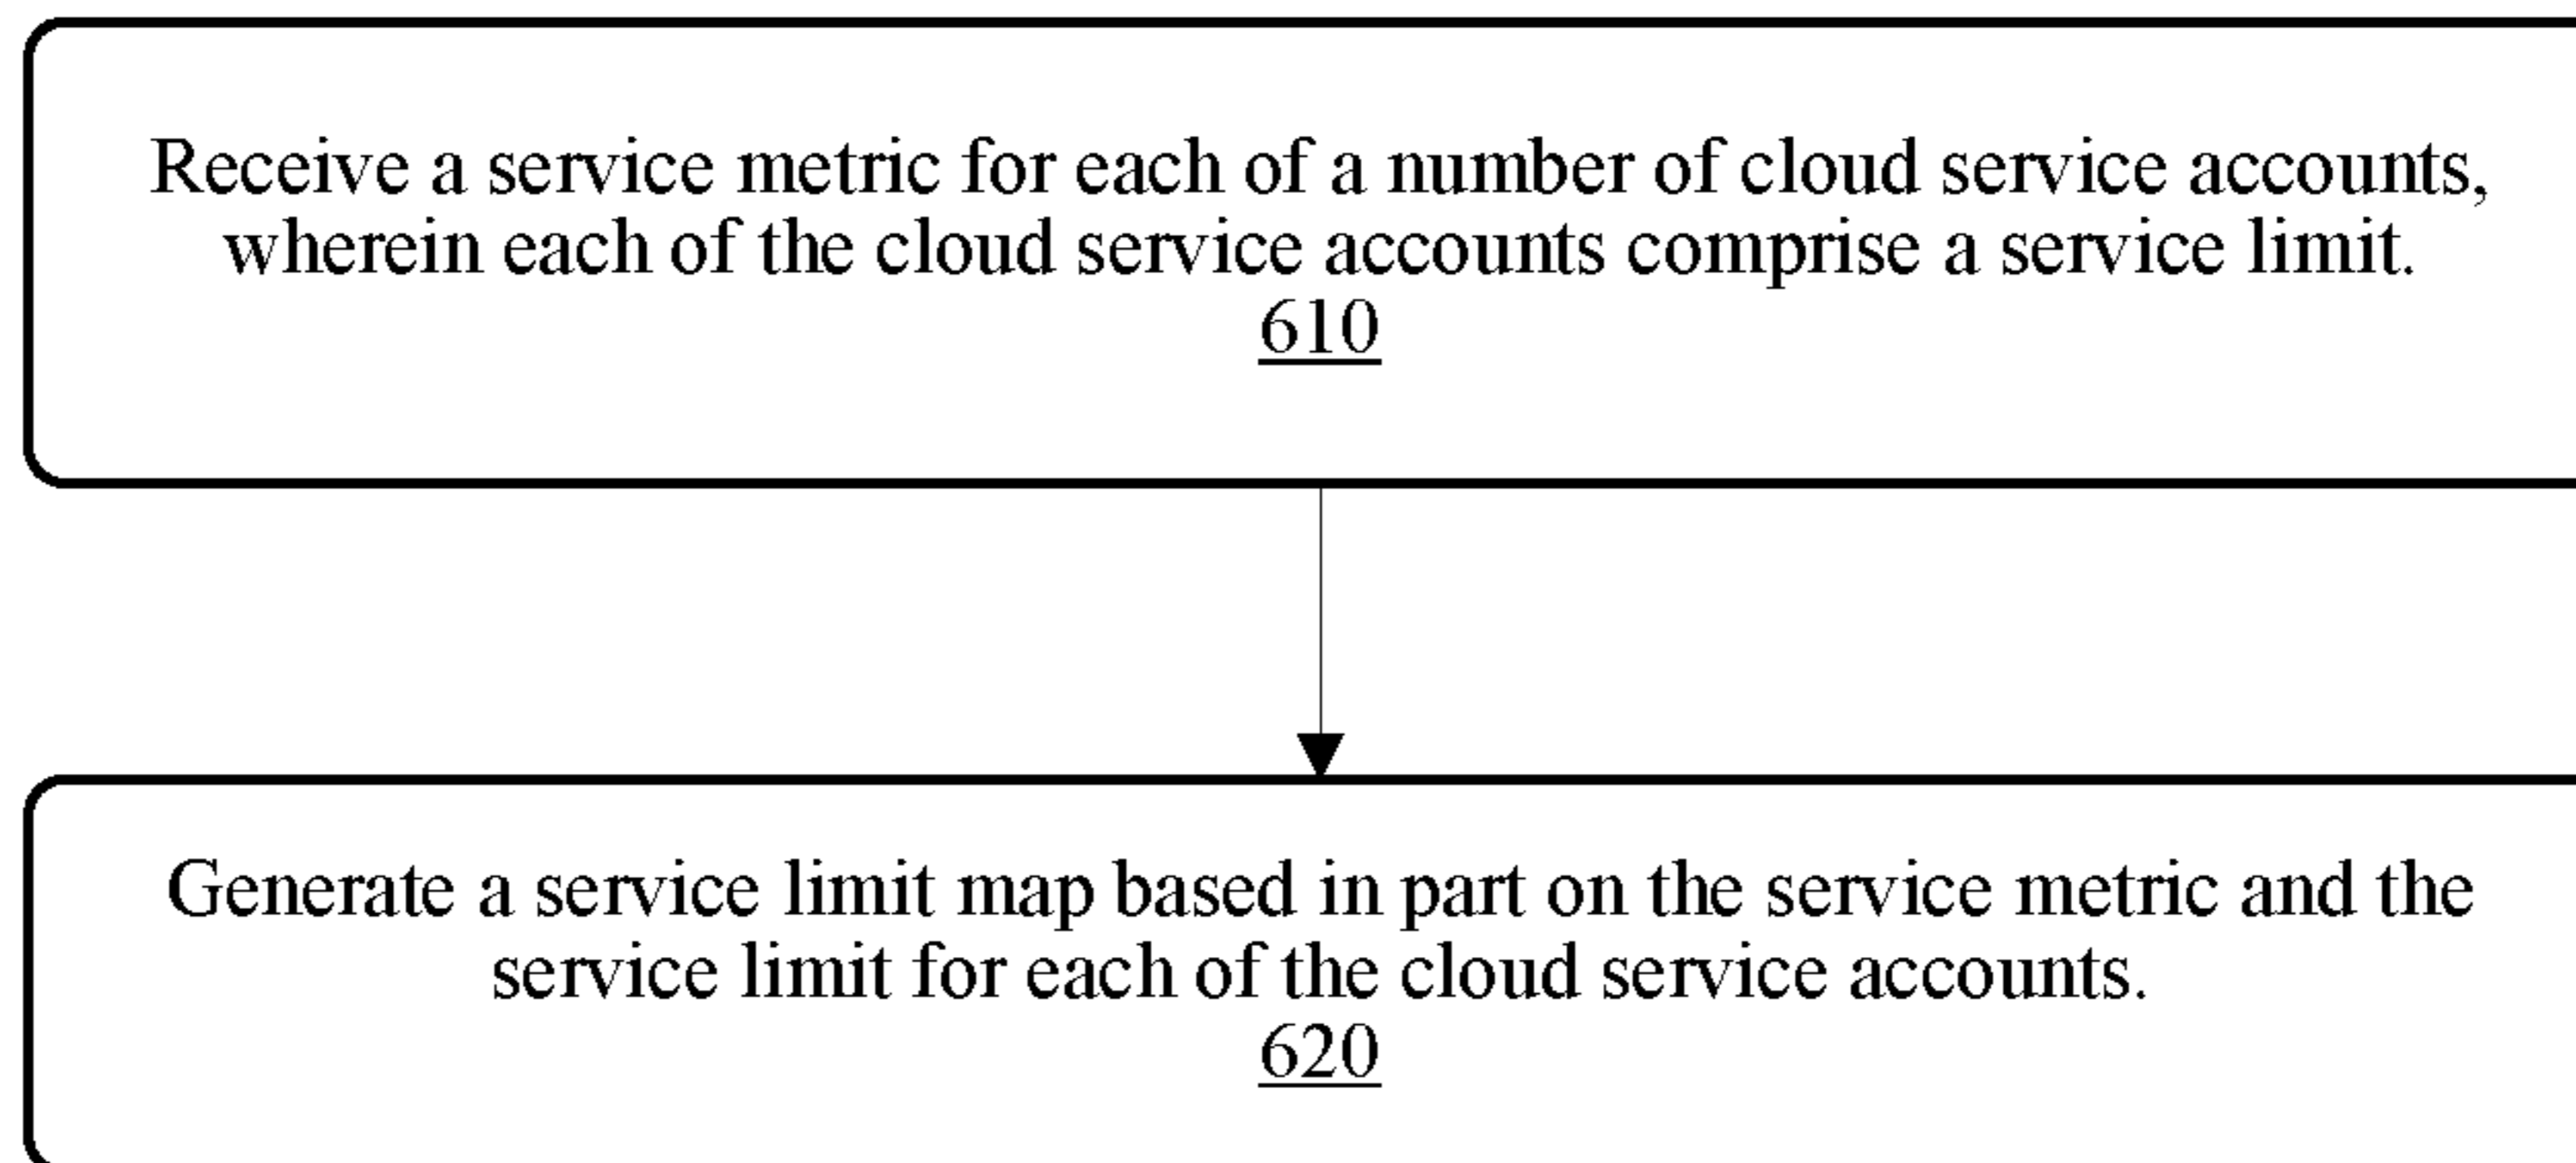 Receive a service metric for each of a number of cloud service accounts,
wherein each of the cloud service accounts comprise a service limit.
610
Generate a service limit map based in part on the service metric and the
service limit for each of the cloud service accounts.
620